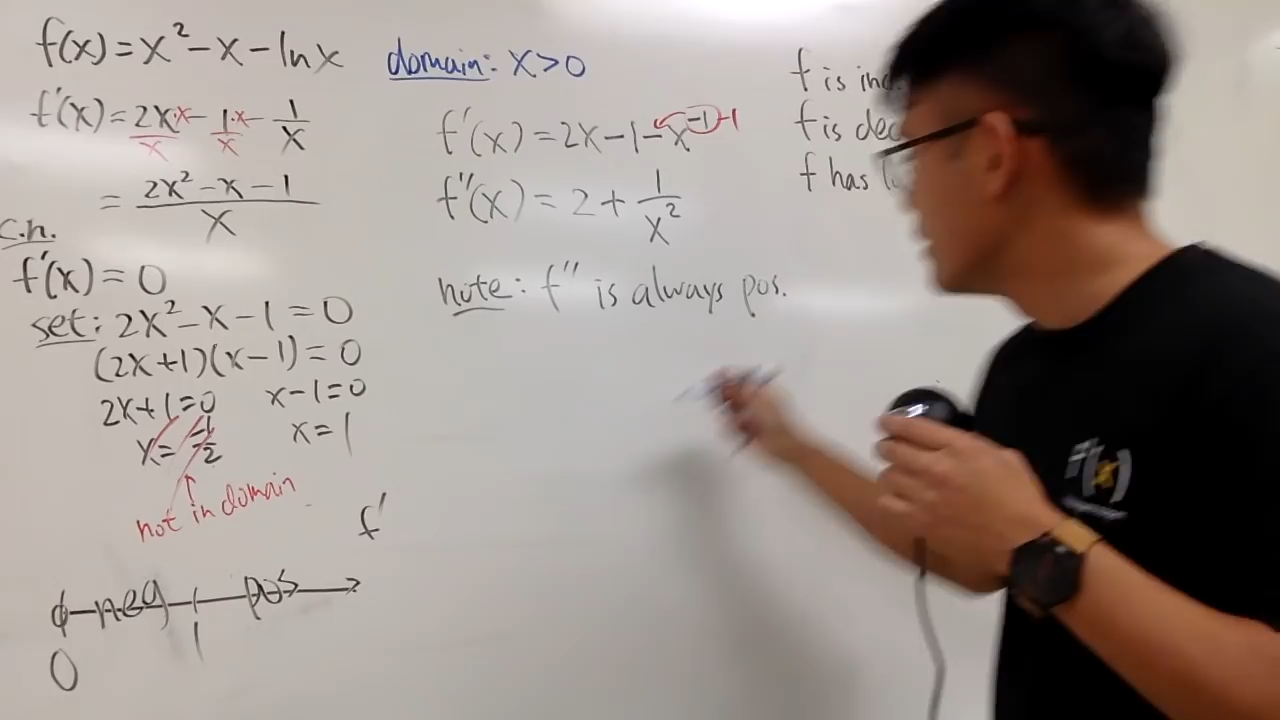 f(x) = x² - x - ln x
f'(x) = 2x·x/x - 1·x/x - 1/x
= (2x² - x - 1)/x
c.n.
f'(x) = 0
set: 2x² - x - 1 = 0
(2x+1)(x-1) = 0
2x+1=0 x-1=0
x = -1/2 x = 1
not in domain
f'
neg pos
0 1
domain: x>0
f'(x) = 2x - 1 - x⁻¹ -1
f"(x) = 2 + 1/x²
note: f" is always pos.
f is inc.
f is dec
f has